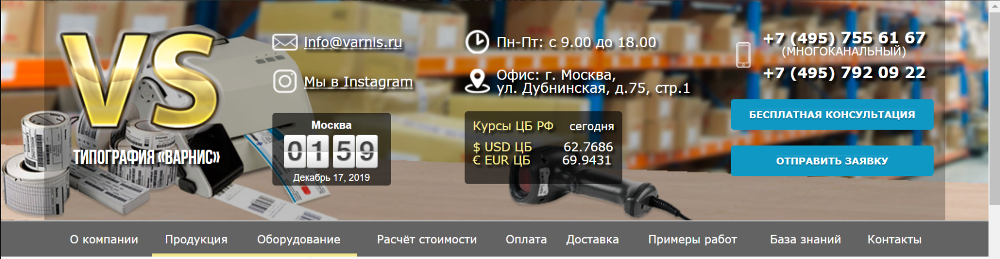 VS
ТИПОГРАФИЯ «ВАРНИС»
info@varnis.ru
Мы в Instagram
Москва
01 59
Декабрь 17, 2019
Пн-Пт: с 9.00 до 18.00
Офис: г. Москва,
ул. Дубнинская, д.75, стр.1
Курсы ЦБ РФ сегодня
$ USD ЦБ 62.7686
€ EUR ЦБ 69.9431
+7 (495) 755 61 67
(МНОГОКАНАЛЬНЫЙ)
+7 (495) 792 09 22
БЕСПЛАТНАЯ КОНСУЛЬТАЦИЯ
ОТПРАВИТЬ ЗАЯВКУ
О компании Продукция Оборудование Расчёт стоимости Оплата Доставка Примеры работ База знаний Контакты